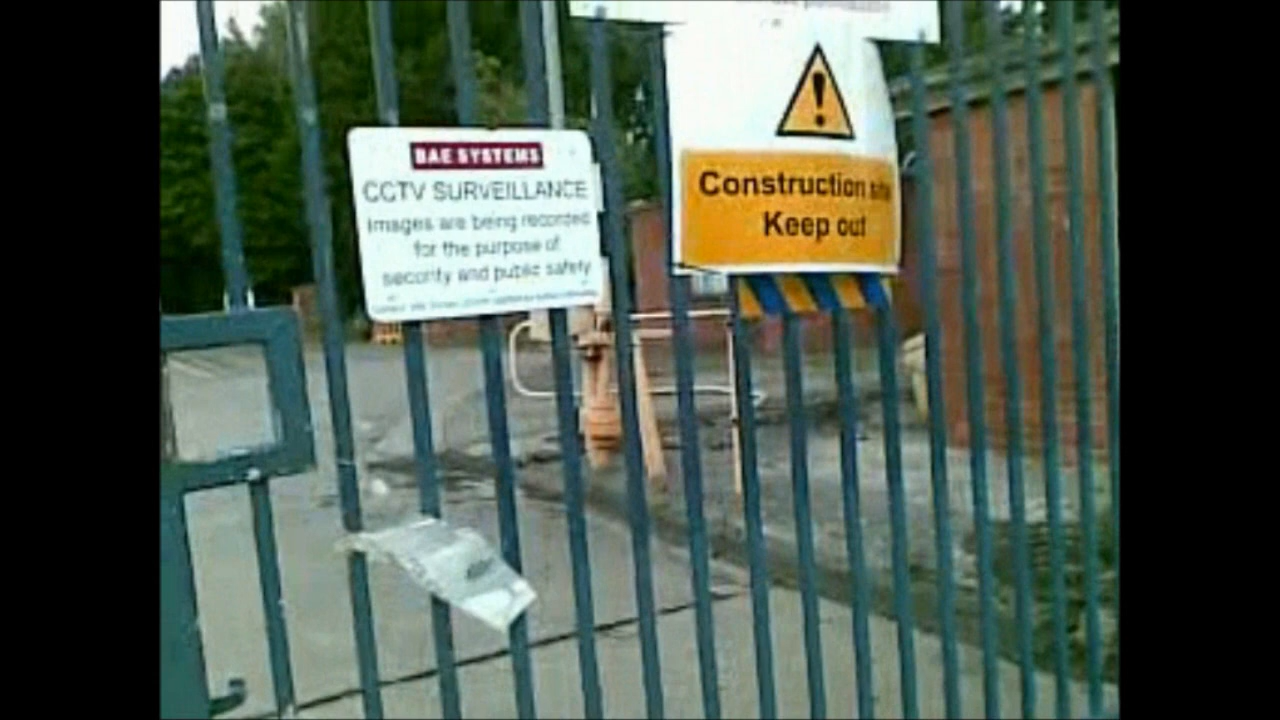 BAE SYSTEMS
CCTV SURVEILLANCE
Images are being recorded
for the purpose of
security and public safety
Construction site
Keep out